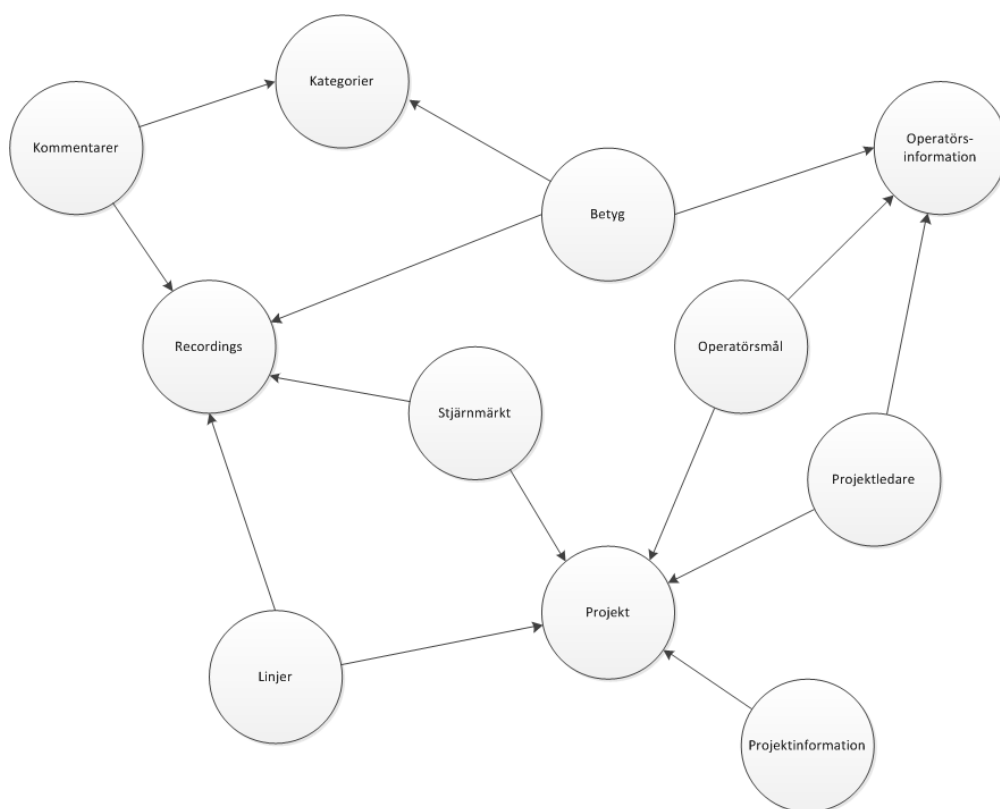 Kategorier
Kommentarer
Operatörs-
information
Betyg
Recordings
Operatörsmål
Stjärnmärkt
Projektledare
Projekt
Linjer
Projektinformation